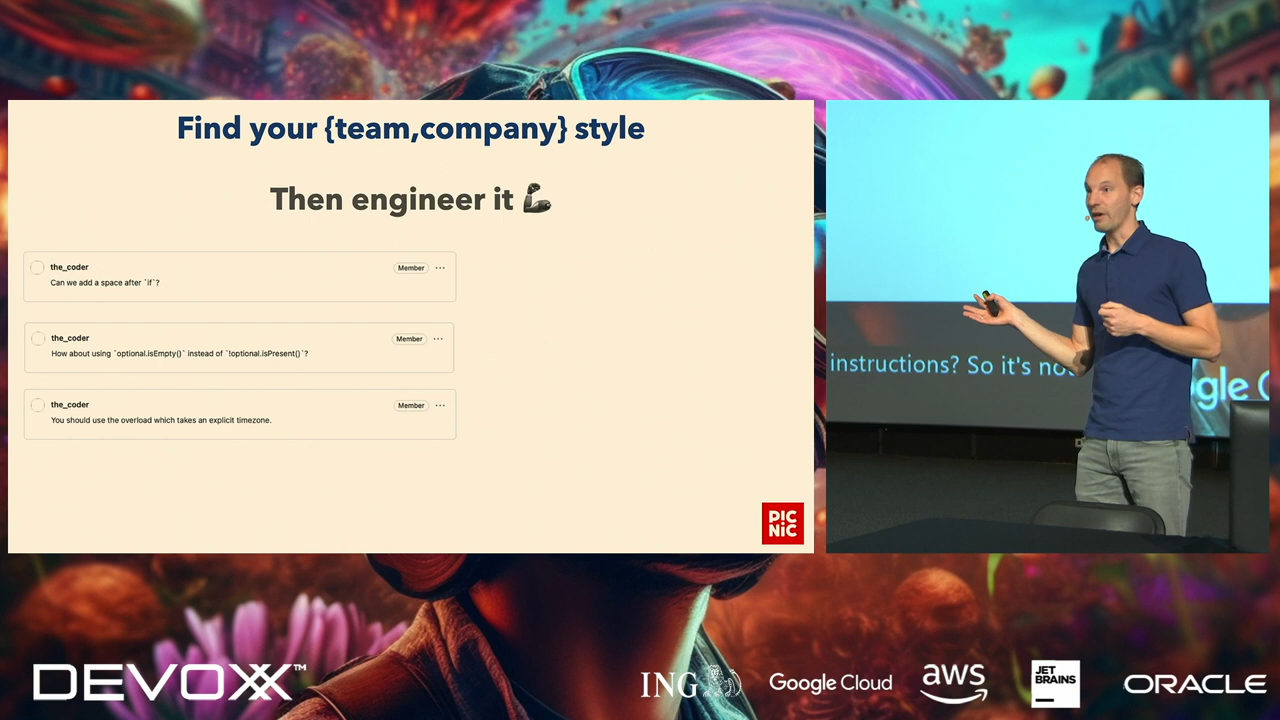 Find your {team,company} style
Then engineer it 💪
the_coder
Member
Can we add a space after `if`?
the_coder
Member
How about using `optional.isEmpty()` instead of `!optional.isPresent()`?
the_coder
Member
You should use the overload which takes an explicit timezone.
PIC
NiC
instructions? So it's not
gle C
DEVOXX™
ING
Google Cloud
aws
JET
BRAINS
ORACLE